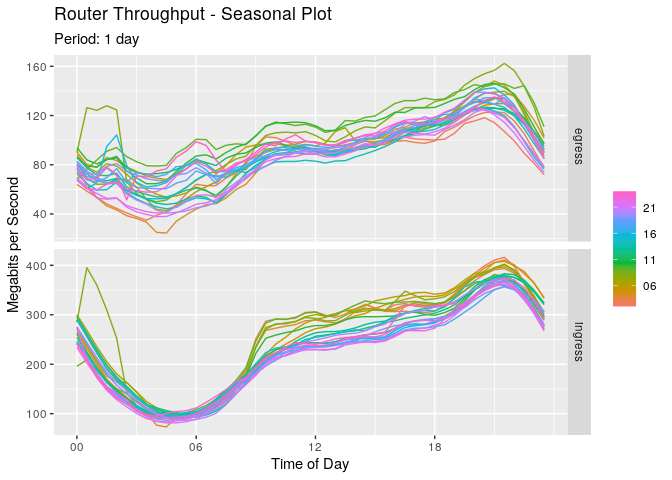 Router Throughput - Seasonal Plot
Period: 1 day
Megabits per Second
160
120
80
40
egress
400
300
200
100
Ingress
00
06
12
18
Time of Day
21
16
11
06